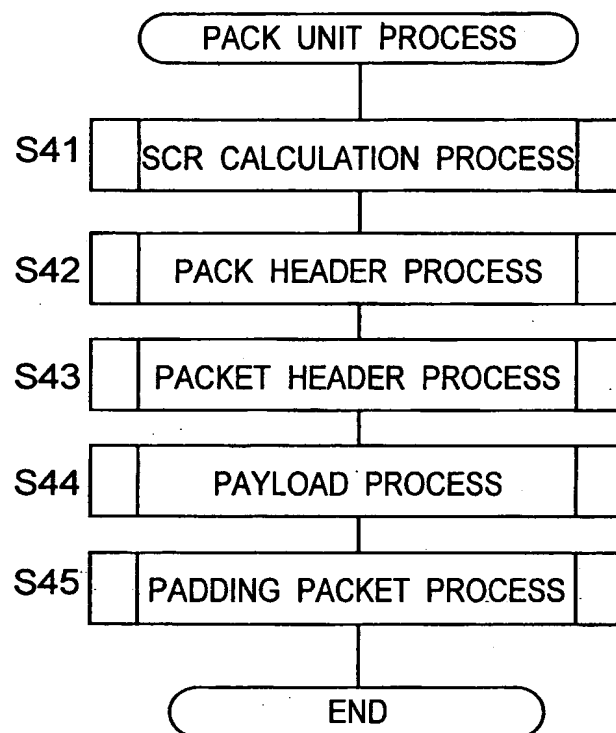 PACK UNIT PROCESS
S41 SCR CALCULATION PROCESS
S42 PACK HEADER PROCESS
S43 PACKET HEADER PROCESS
S44 PAYLOAD PROCESS
S45 PADDING PACKET PROCESS
END